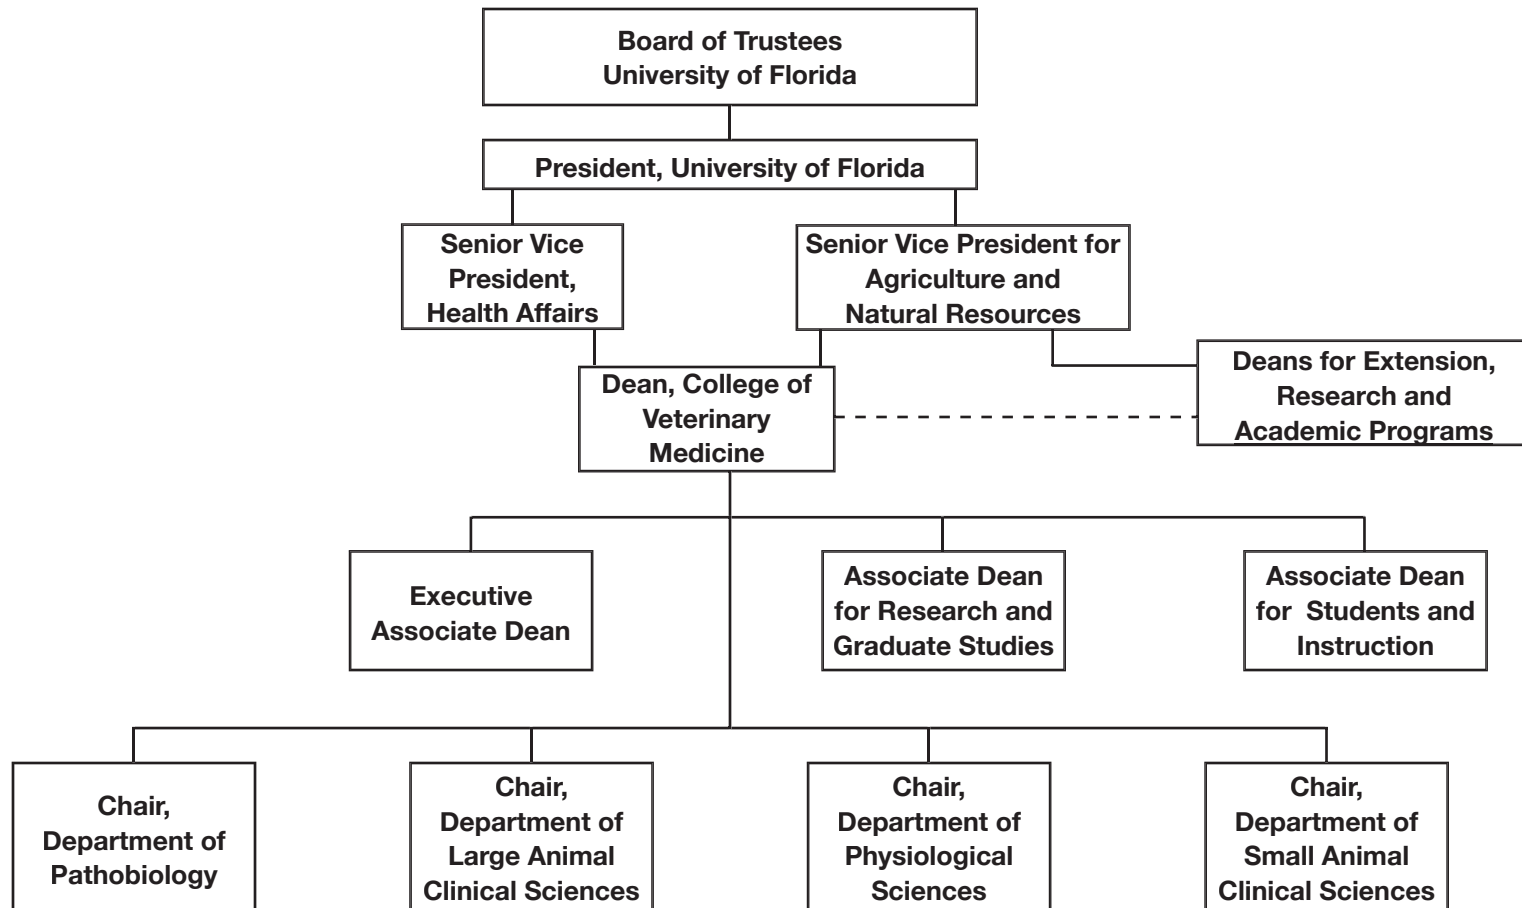 Board of Trustees
University of Florida
President, University of Florida
Senior Vice
President,
Health Affairs
Senior Vice President for
Agriculture and
Natural Resources
Deans for Extension,
Research and
Academic Programs
Dean, College of
Veterinary
Medicine
Executive
Associate Dean
Associate Dean
for Research and
Graduate Studies
Associate Dean
for  Students and
Instruction
Chair,
Department of
Pathobiology
Chair,
Department of
Large Animal
Clinical Sciences
Chair,
Department of
Physiological
Sciences
Chair,
Department of
Small Animal
Clinical Sciences